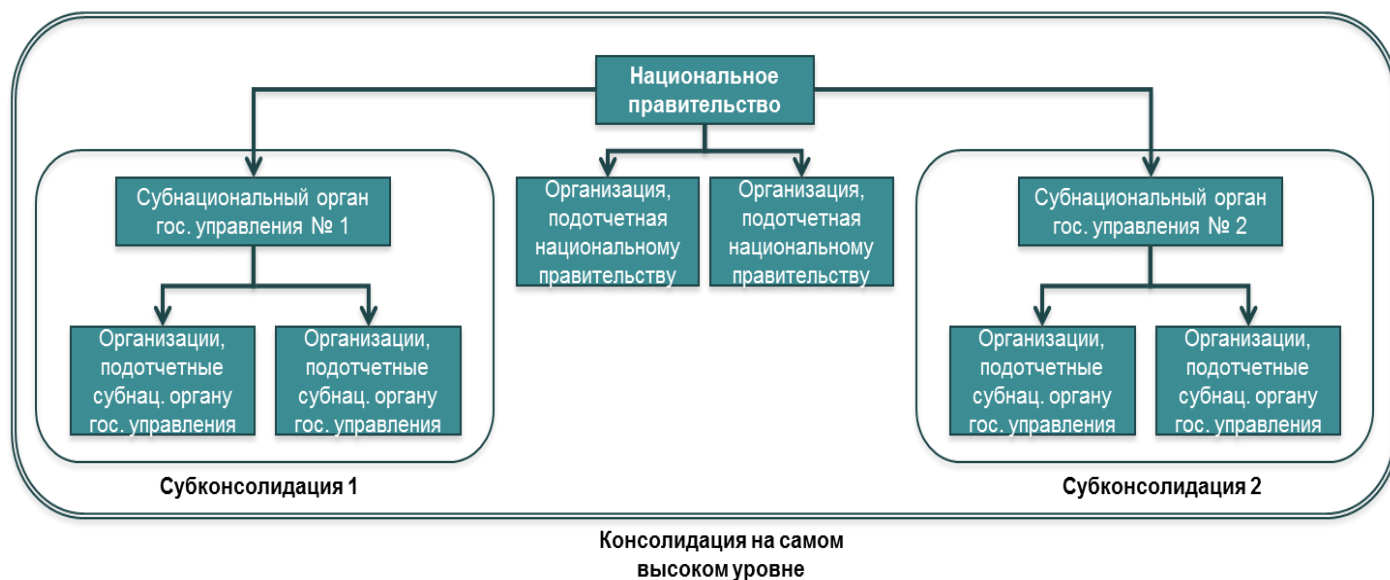 Национальное
правительство
Субнациональный орган
гос. управления № 1
Организация,
подотчетная
национальному
правительству
Организация,
подотчетная
национальному
правительству
Субнациональный орган
гос. управления № 2
Организации,
подотчетные
субнац. органу
гос. управления
Организации,
подотчетные
субнац. органу
гос. управления
Организации,
подотчетные
субнац. органу
гос. управления
Организации,
подотчетные
субнац. органу
гос. управления
Субконсолидация 1
Субконсолидация 2
Консолидация на самом
высоком уровне